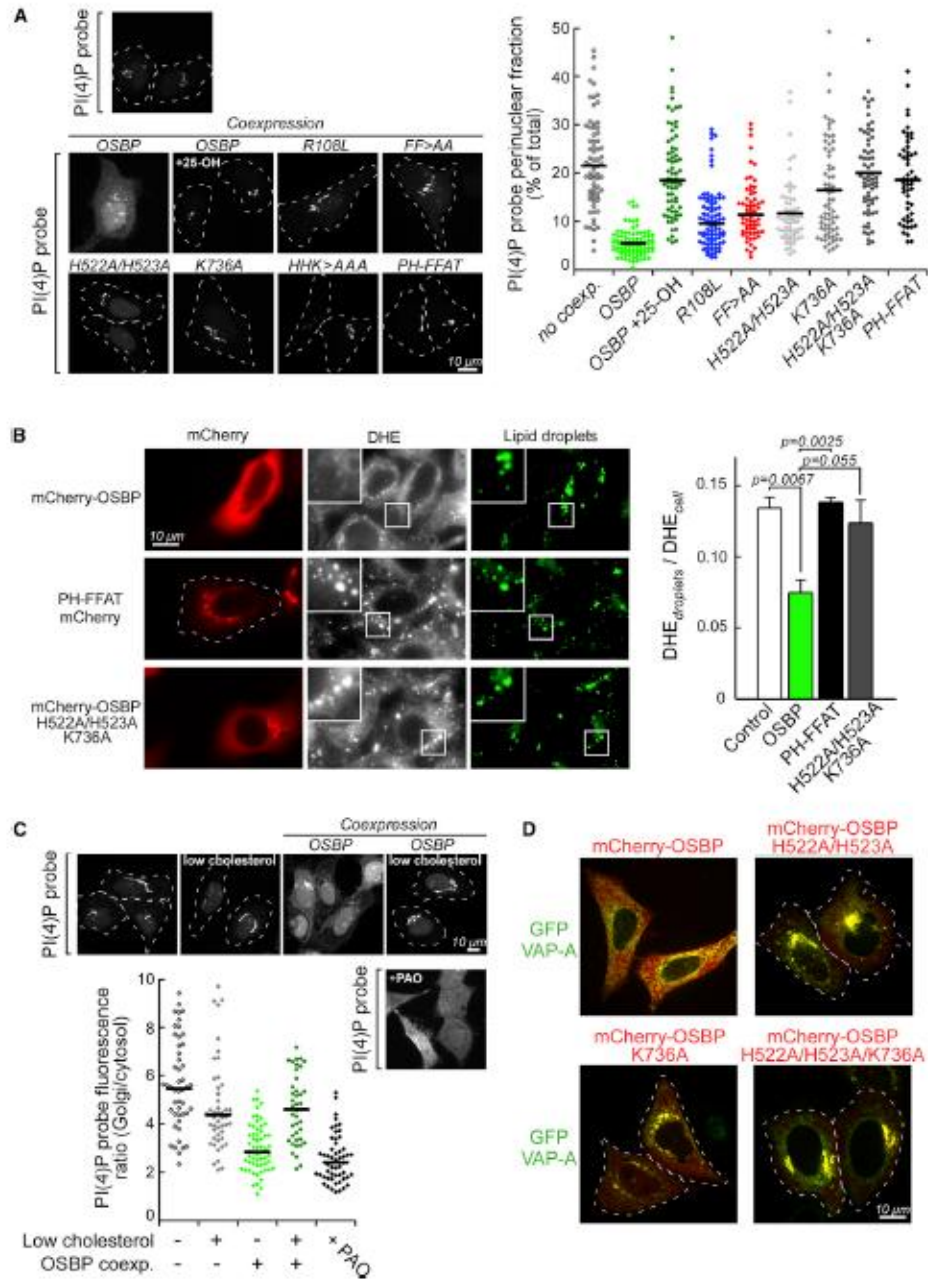 A
PI(4)P probe
Coexpression
OSBP
OSBP
R108L
FF>AA
+25-OH
PI(4)P probe
H522A/H523A
K736A
HHK>AAA
PH-FFAT
10 µm
PI(4)P probe perinuclear fraction
(% of total)
50
40
30
20
10
0
no coexp.
OSBP
OSBP +25-OH
R108L
FF>AA
H522A/H523A
K736A
H522A/H523A
K736A
PH-FFAT
B
mCherry
DHE
Lipid droplets
mCherry-OSBP
10 µm
PH-FFAT
mCherry
mCherry-OSBP
H522A/H523A
K736A
p=0.0025
p=0.055
p=0.0067
DHEdroplets / DHEcell
0.15
0.10
0.05
0
Control
OSBP
PH-FFAT
H522A/H523A
K736A
C
Coexpression
OSBP
OSBP
low cholesterol
low cholesterol
PI(4)P probe
10 µm
+PAO
PI(4)P probe
PI(4)P probe fluorescence
ratio (Golgi/cytosol)
10
8
6
4
2
0
Low cholesterol - + - + + PAO
OSBP coexp. - - + +
D
mCherry-OSBP
mCherry-OSBP
H522A/H523A
GFP
VAP-A
mCherry-OSBP
K736A
mCherry-OSBP
H522A/H523A/K736A
GFP
VAP-A
10 µm